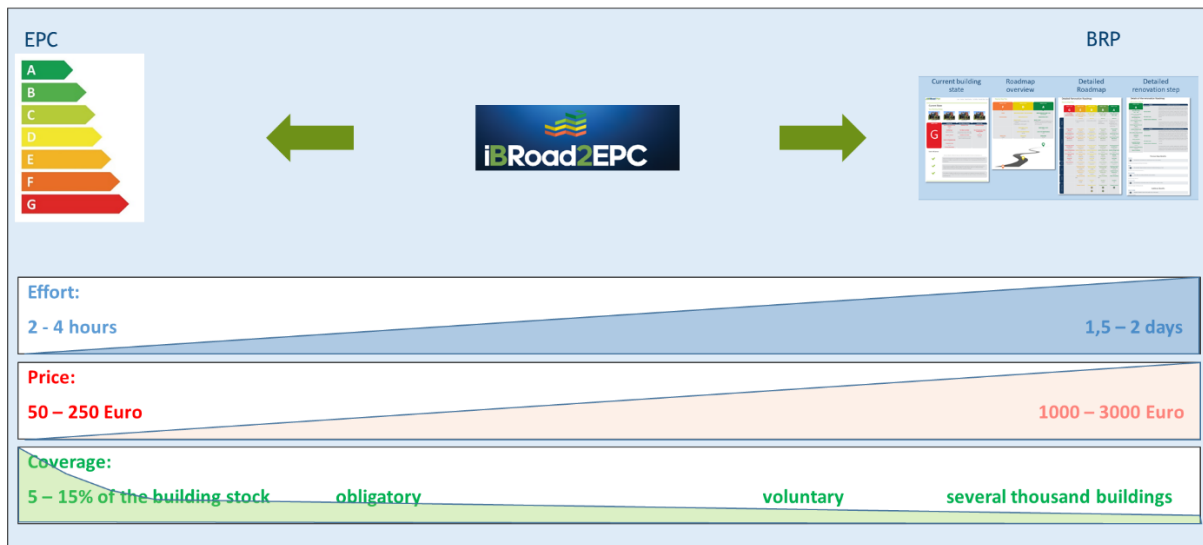 EPC
BRP
A
B
C
D
E
F
G
iBRoad2EPC
Current building
state
Roadmap
overview
Detailed
Roadmap
Detailed
renovation step
G
Effort:
2 - 4 hours
1,5 – 2 days
Price:
50 – 250 Euro
1000 – 3000 Euro
Coverage:
5 – 15% of the building stock
obligatory
voluntary
several thousand buildings